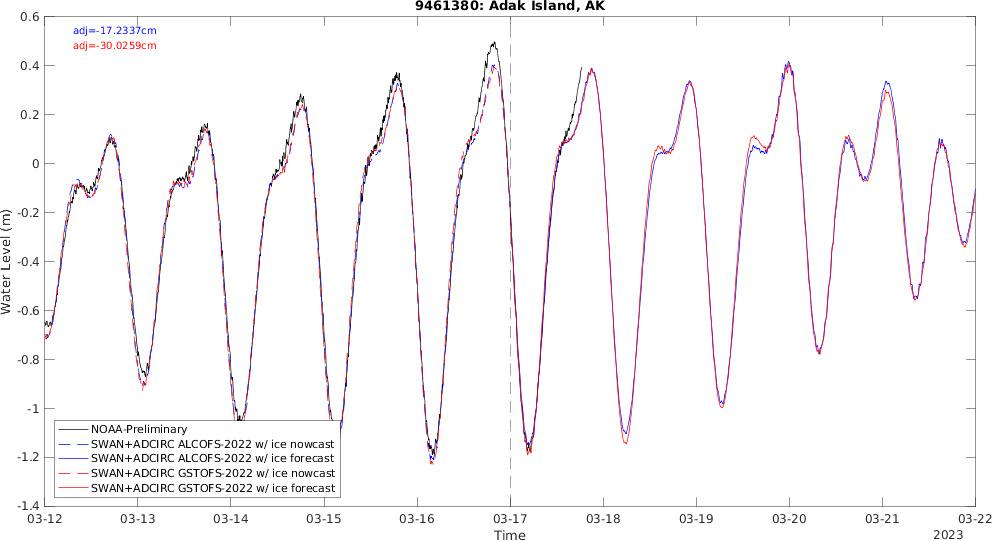 9461380: Adak Island, AK
adj=-17.2337cm
adj=-30.0259cm
0.6
0.4
0.2
0
-0.2
-0.4
-0.6
-0.8
-1
-1.2
-1.4
Water Level (m)
NOAA-Preliminary
SWAN+ADCIRC ALCOFS-2022 w/ ice nowcast
SWAN+ADCIRC ALCOFS-2022 w/ ice forecast
SWAN+ADCIRC GSTOFS-2022 w/ ice nowcast
SWAN+ADCIRC GSTOFS-2022 w/ ice forecast
03-12 03-13 03-14 03-15 03-16 03-17 03-18 03-19 03-20 03-21 03-22
Time
2023